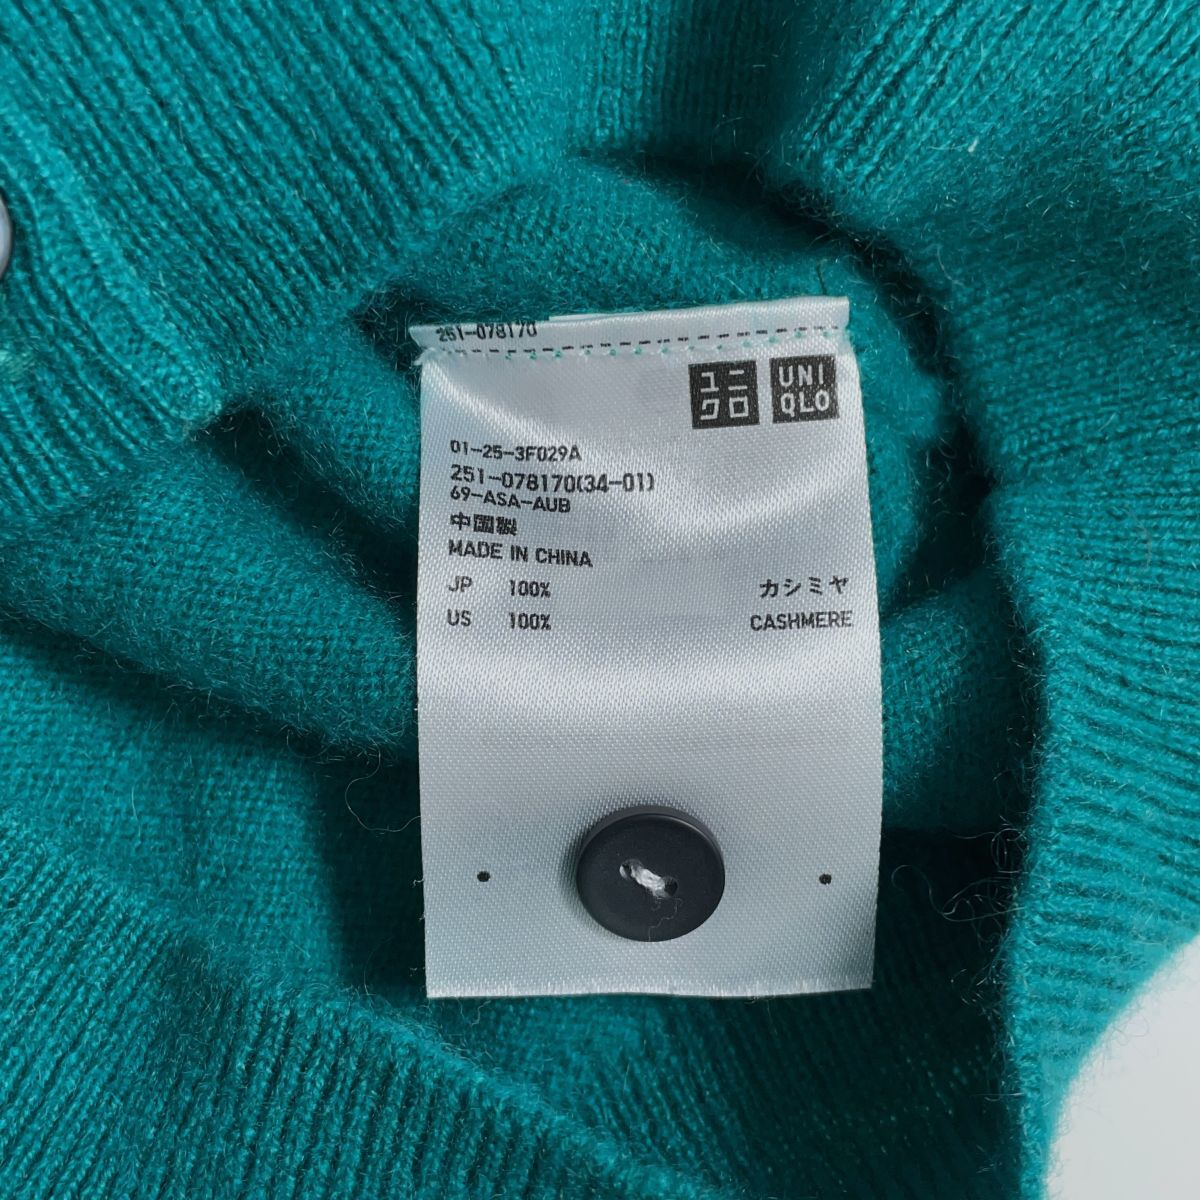 251-078170
ユニ UNI
クロ QLO
01-25-3F029A
251-078170(34-01)
69-ASA-AUB
中國製
MADE IN CHINA
JP 100% カシミヤ
US 100% CASHMERE